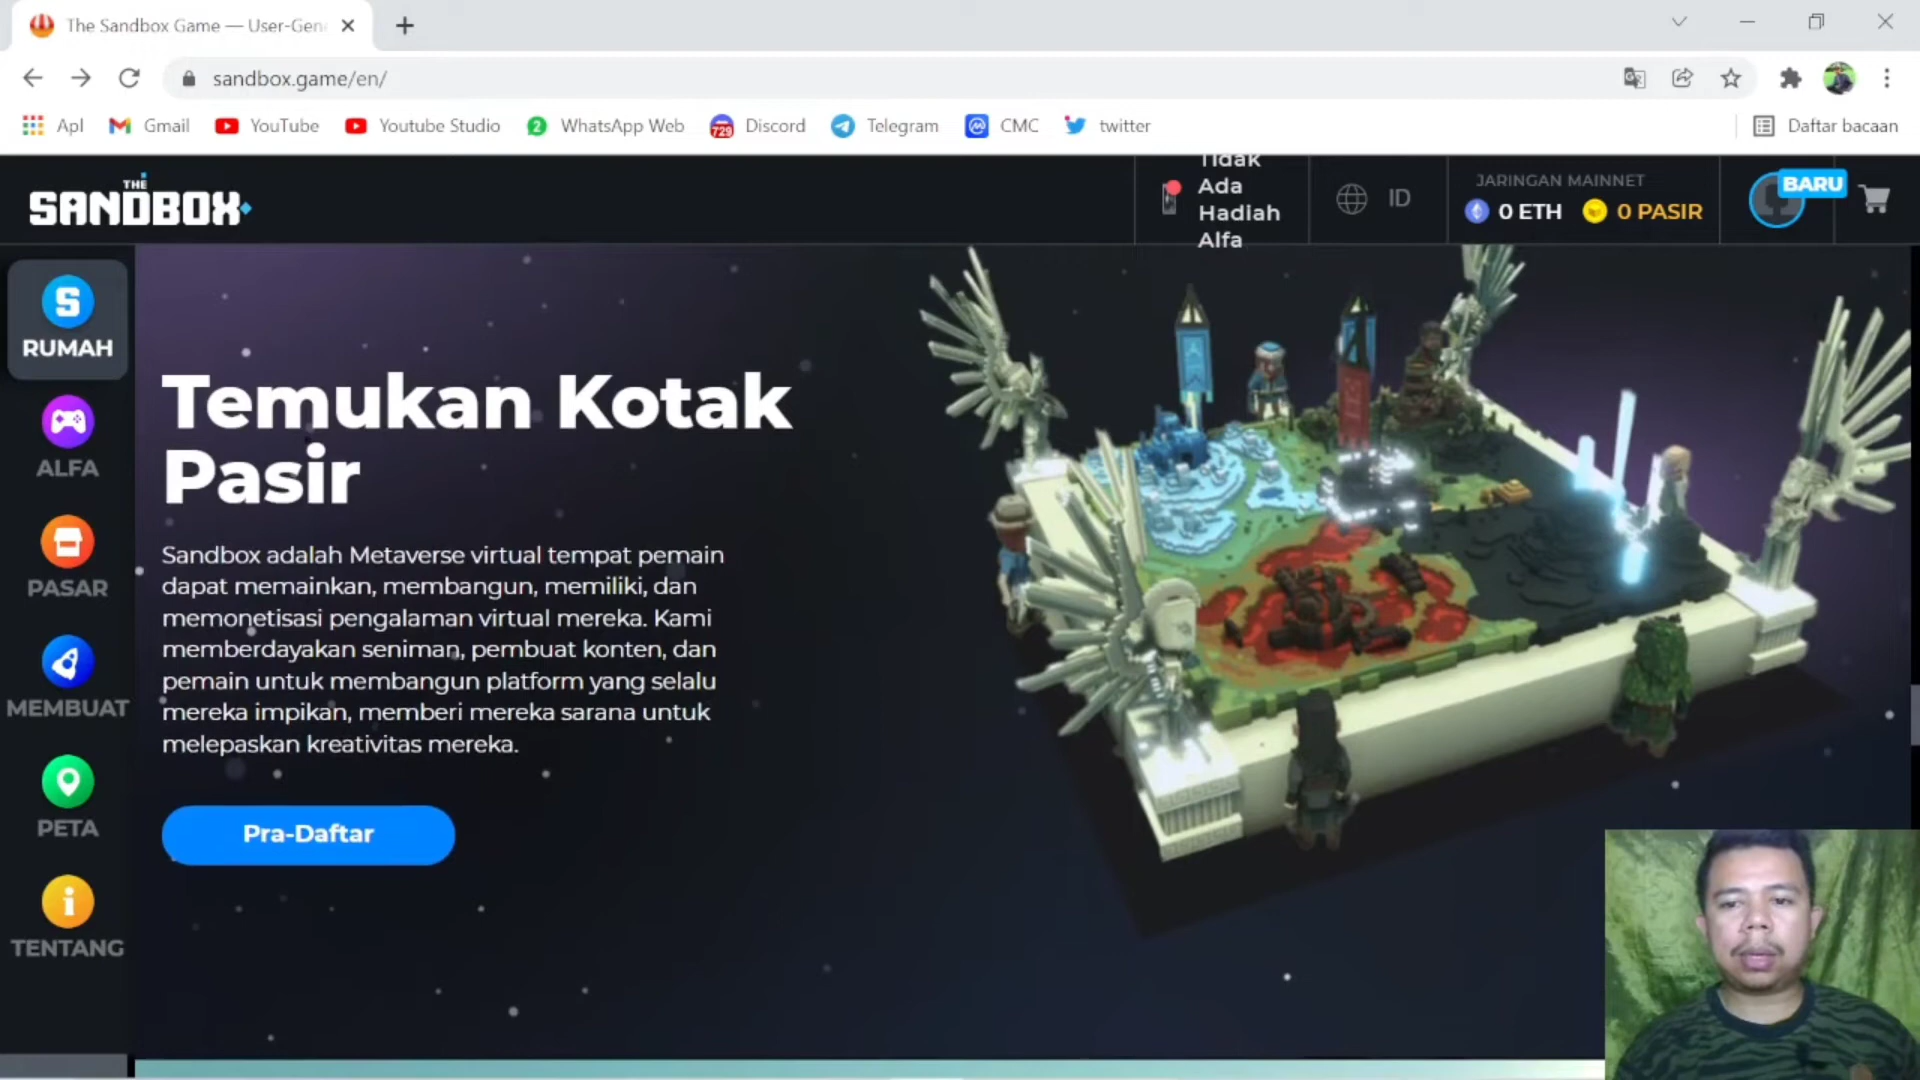 The Sandbox Game — User-Gen
sandbox.game/en/
Apl
Gmail
YouTube
Youtube Studio
2
WhatsApp Web
729
Discord
Telegram
CMC
twitter
Daftar bacaan
THE
SANDBOX
Tidak
Ada
Hadiah
Alfa
ID
JARINGAN MAINNET
0 ETH
0 PASIR
BARU
S
RUMAH
ALFA
PASAR
MEMBUAT
PETA
i
TENTANG
Temukan Kotak
Pasir
Sandbox adalah Metaverse virtual tempat pemain
dapat memainkan, membangun, memiliki, dan
memonetisasi pengalaman virtual mereka. Kami
memberdayakan seniman, pembuat konten, dan
pemain untuk membangun platform yang selalu
mereka impikan, memberi mereka sarana untuk
melepaskan kreativitas mereka.
Pra-Daftar